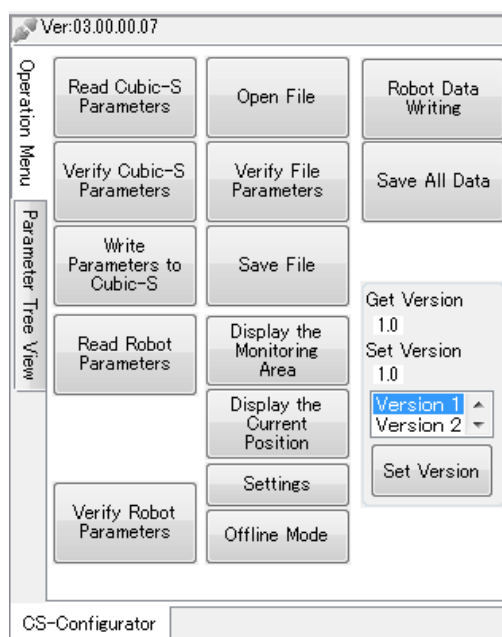 Ver:03.00.00.07
Operation Menu
Parameter Tree View
Read Cubic-S
Parameters
Open File
Robot Data
Writing
Verify Cubic-S
Parameters
Verify File
Parameters
Save All Data
Write
Parameters to
Cubic-S
Save File
Read Robot
Parameters
Display the
Monitoring
Area
Get Version
1.0
Set Version
1.0
Version 1
Version 2
Display the
Current
Position
Set Version
Settings
Verify Robot
Parameters
Offline Mode
CS-Configurator